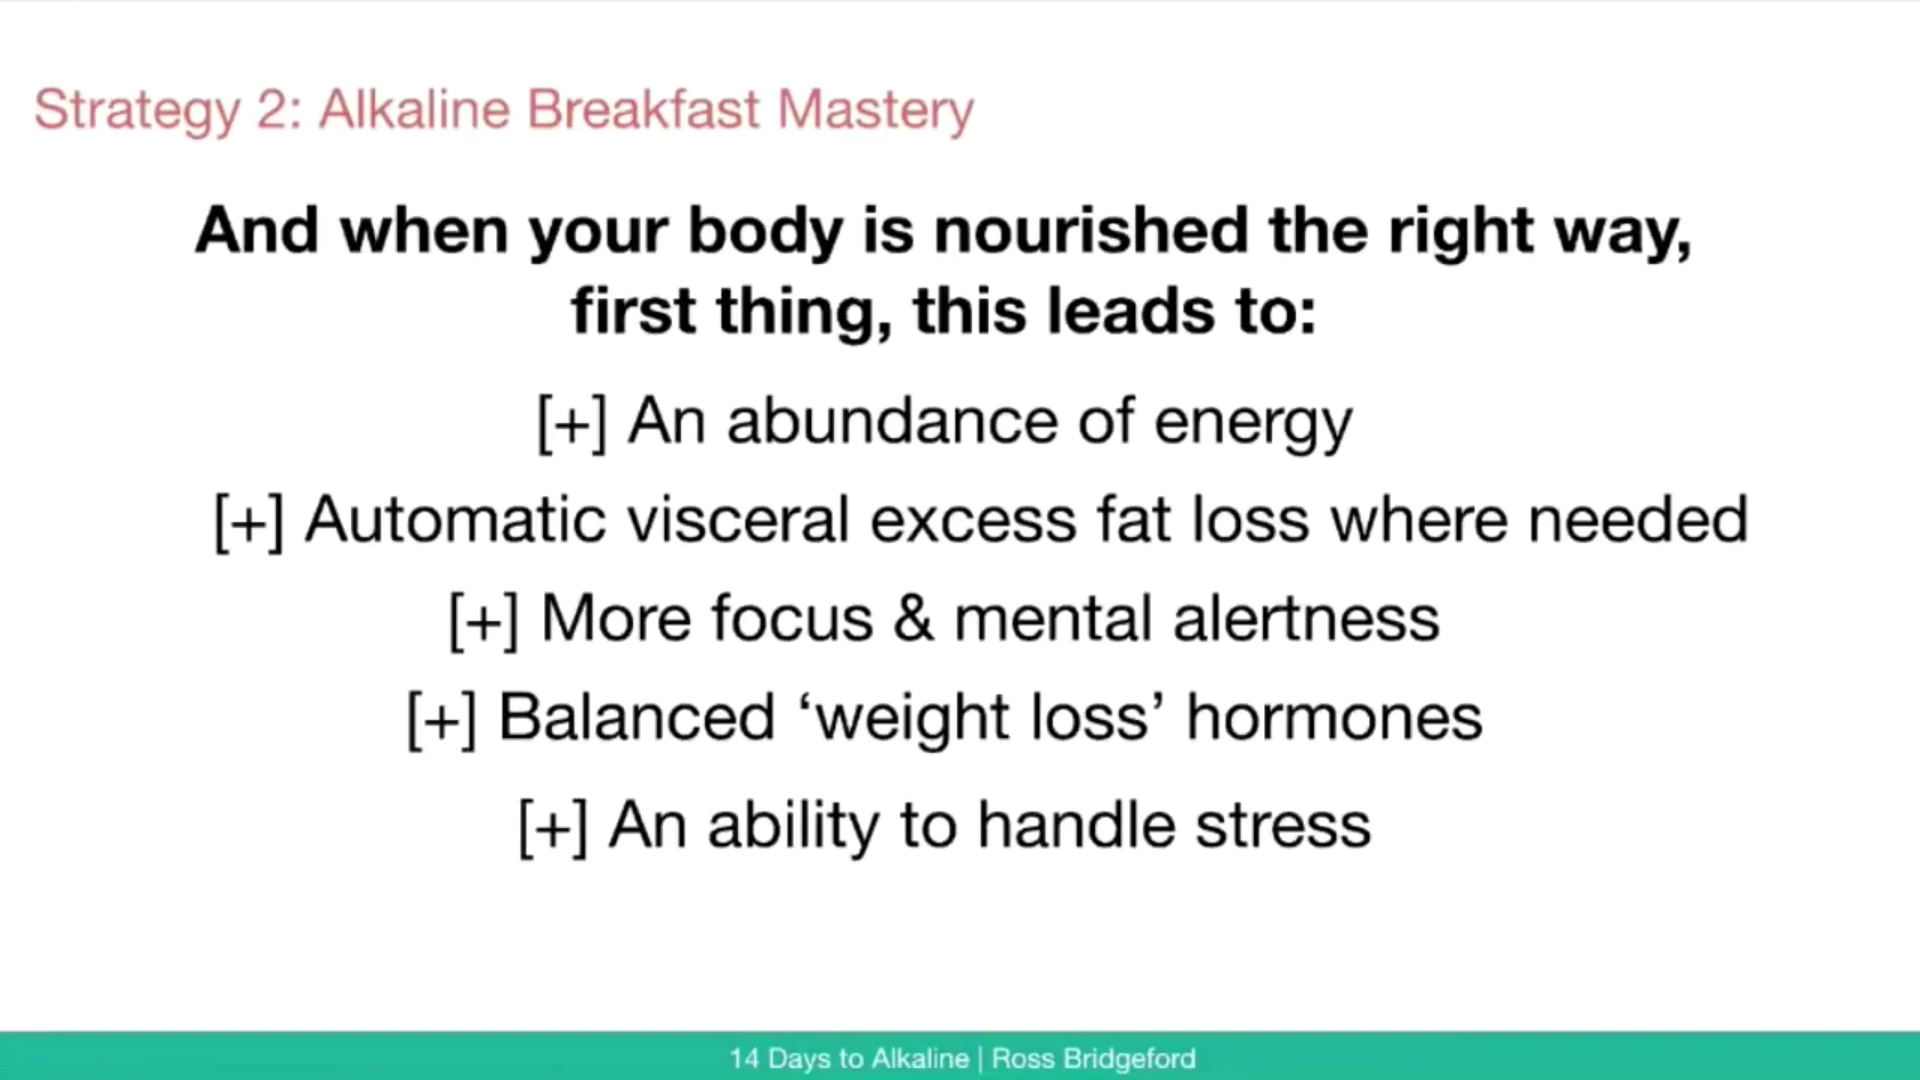 Strategy 2: Alkaline Breakfast Mastery
And when your body is nourished the right way,
first thing, this leads to:
[+] An abundance of energy
[+] Automatic visceral excess fat loss where needed
[+] More focus & mental alertness
[+] Balanced ‘weight loss’ hormones
[+] An ability to handle stress
14 Days to Alkaline | Ross Bridgeford